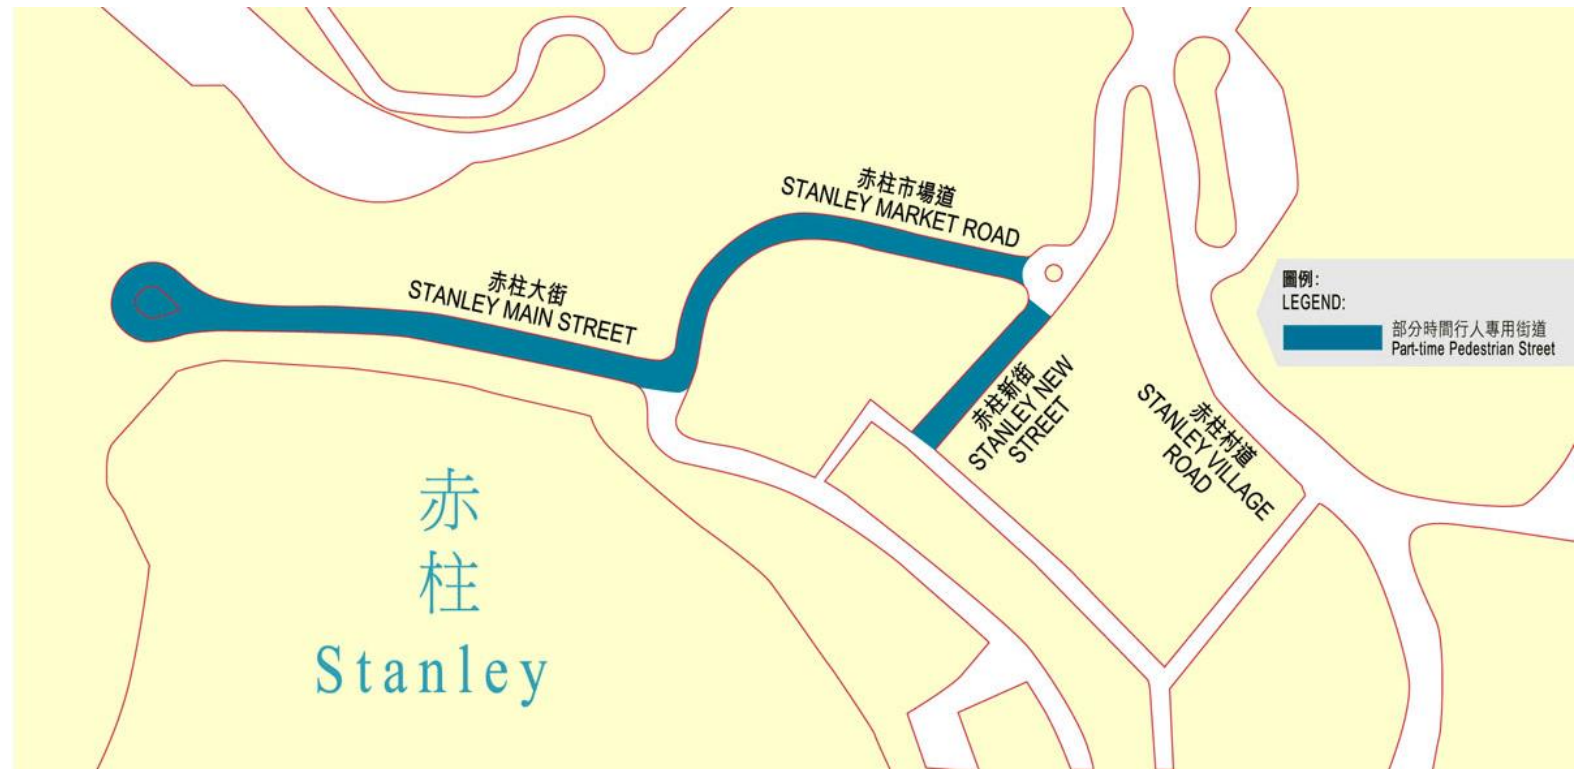 赤柱市場道
STANLEY MARKET ROAD
赤柱大街
STANLEY MAIN STREET
圖例：
LEGEND:
部分時間行人專用街道
Part-time Pedestrian Street
赤柱新街
STANLEY NEW
STREET
赤柱村道
STANLEY VILLAGE
ROAD
赤
柱
Stanley